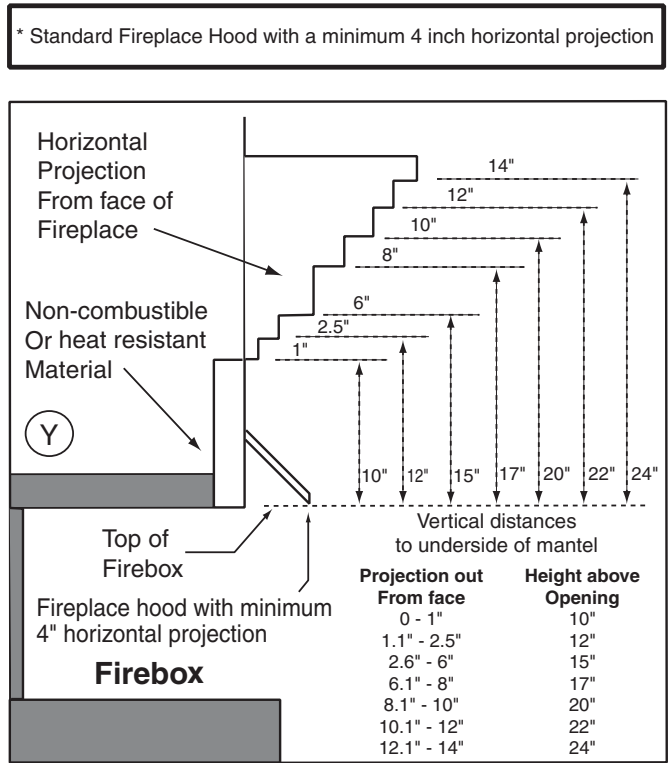 * Standard Fireplace Hood with a minimum 4 inch horizontal projection
Horizontal
Projection
From face of
Fireplace
14"
12"
10"
8"
6"
2.5"
1"
Non-combustible
Or heat resistant
Material
Y
10" 12" 15" 17" 20" 22" 24"
Top of
Firebox
Vertical distances
to underside of mantel
Fireplace hood with minimum
4" horizontal projection
Firebox
Projection out Height above
From face Opening
0 - 1" 10"
1.1" - 2.5" 12"
2.6" - 6" 15"
6.1" - 8" 17"
8.1" - 10" 20"
10.1" - 12" 22"
12.1" - 14" 24"